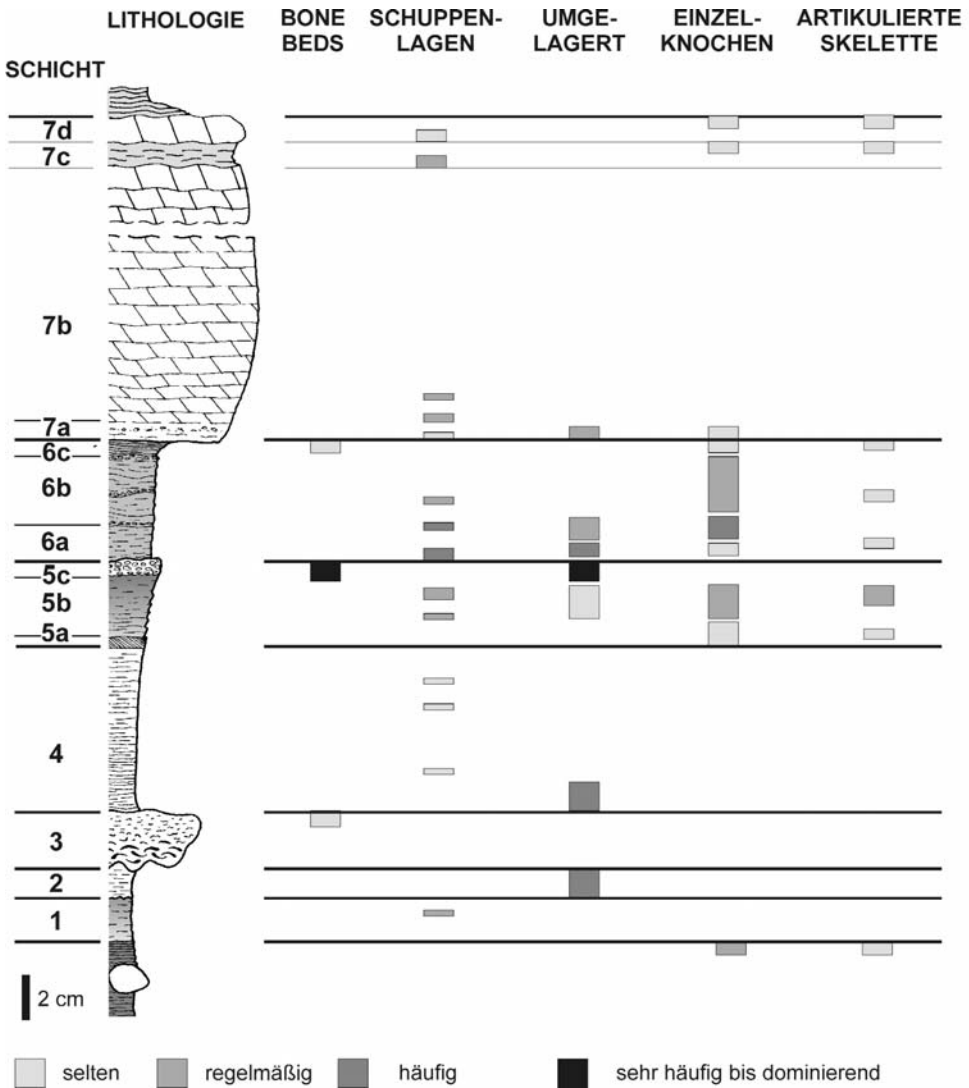 LITHOLOGIE
BONE
BEDS
SCHUPPEN-
LAGEN
UMGE-
LAGERT
EINZEL-
KNOCHEN
ARTIKULIERTE
SKELETTE
SCHICHT
7d
7c
7b
7a
6c
6b
6a
5c
5b
5a
4
3
2
1
2 cm
selten
regelmäßig
häufig
sehr häufig bis dominierend